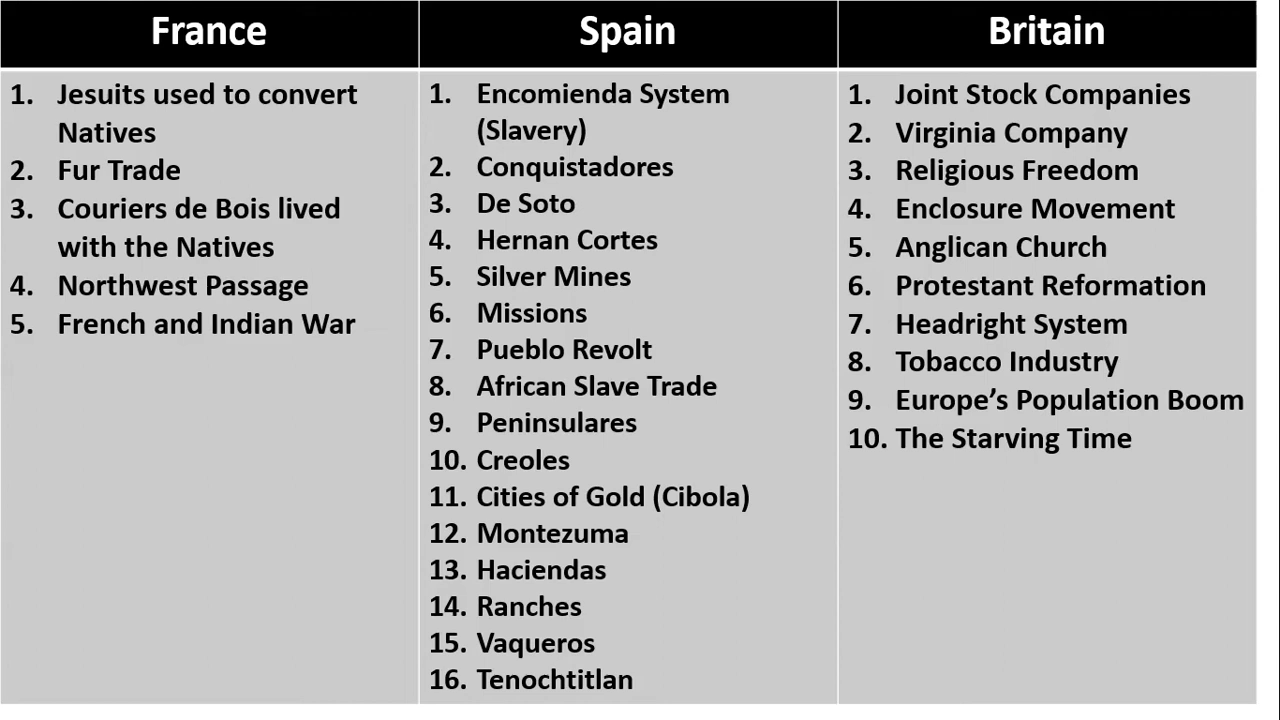 France
1. Jesuits used to convert
Natives
2. Fur Trade
3. Couriers de Bois lived
with the Natives
4. Northwest Passage
5. French and Indian War
Spain
1. Encomienda System
(Slavery)
2. Conquistadores
3. De Soto
4. Hernan Cortes
5. Silver Mines
6. Missions
7. Pueblo Revolt
8. African Slave Trade
9. Peninsulares
10. Creoles
11. Cities of Gold (Cibola)
12. Montezuma
13. Haciendas
14. Ranches
15. Vaqueros
16. Tenochtitlan
Britain
1. Joint Stock Companies
2. Virginia Company
3. Religious Freedom
4. Enclosure Movement
5. Anglican Church
6. Protestant Reformation
7. Headright System
8. Tobacco Industry
9. Europe’s Population Boom
10. The Starving Time